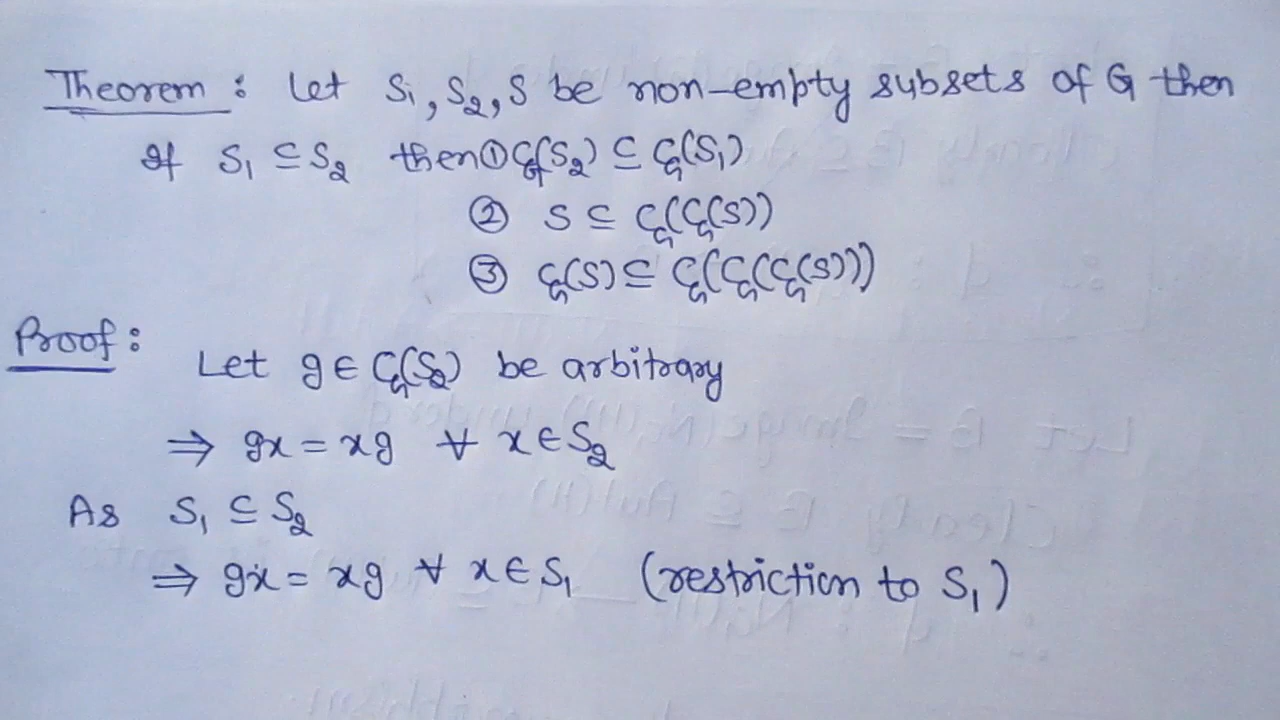 Theorem : Let S₁, S₂, S be non-empty subsets of G then
If S₁ ⊆ S₂ then ① C_G(S₂) ⊆ C_G(S₁)
② S ⊆ C_G(C_G(S))
③ C_G(S) ⊆ C_G(C_G(C_G(S)))
Proof :
Let g ∈ C_G(S₂) be arbitrary
⇒ gx = xg ∀ x ∈ S₂
As S₁ ⊆ S₂
⇒ gx = xg ∀ x ∈ S₁ (restriction to S₁)